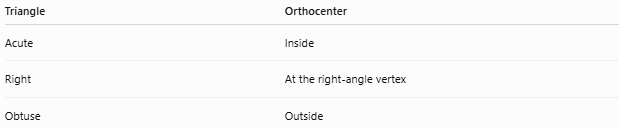 Triangle Orthocenter
Acute Inside
Right At the right-angle vertex
Obtuse Outside